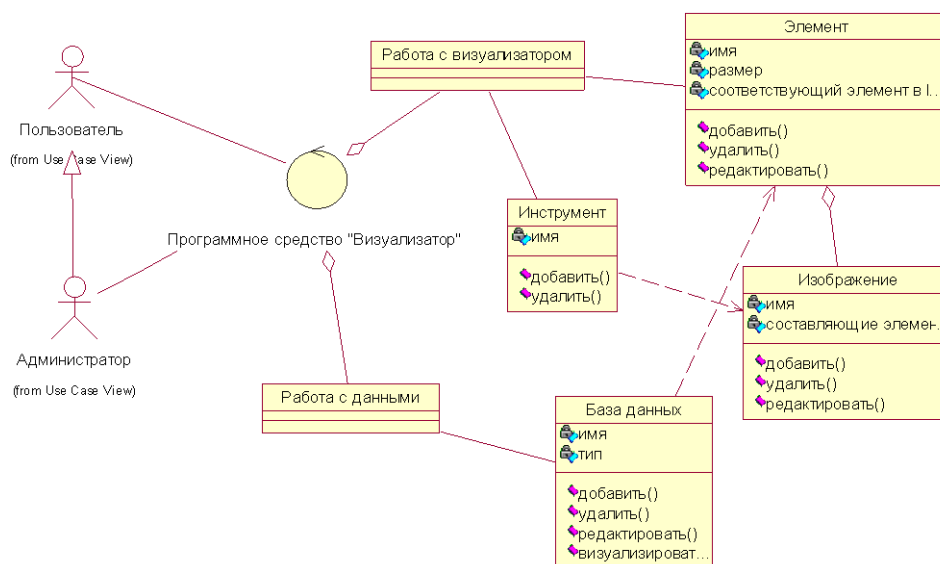 Пользователь
(from Use Case View)
Администратор
(from Use Case View)
Программное средство "Визуализатор"
Работа с визуализатором
Работа с данными
Инструмент
имя
добавить()
удалить()
База данных
имя
тип
добавить()
удалить()
редактировать()
визуализироват...
Элемент
имя
размер
соответствующий элемент в I...
добавить()
удалить()
редактировать()
Изображение
имя
составляющие элемен...
добавить()
удалить()
редактировать()